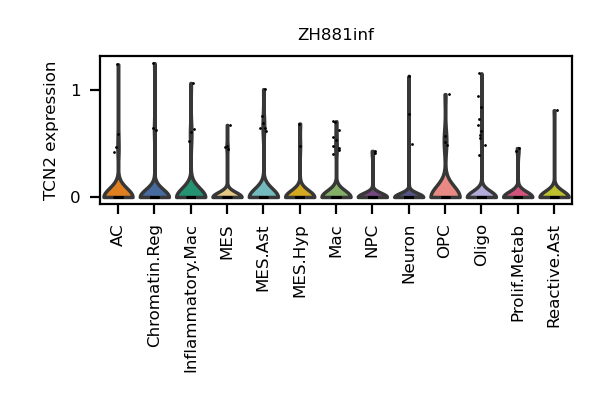 ZH881inf
TCN2 expression
1
0
AC
Chromatin.Reg
Inflammatory.Mac
MES
MES.Ast
MES.Hyp
Mac
NPC
Neuron
OPC
Oligo
Prolif.Metab
Reactive.Ast